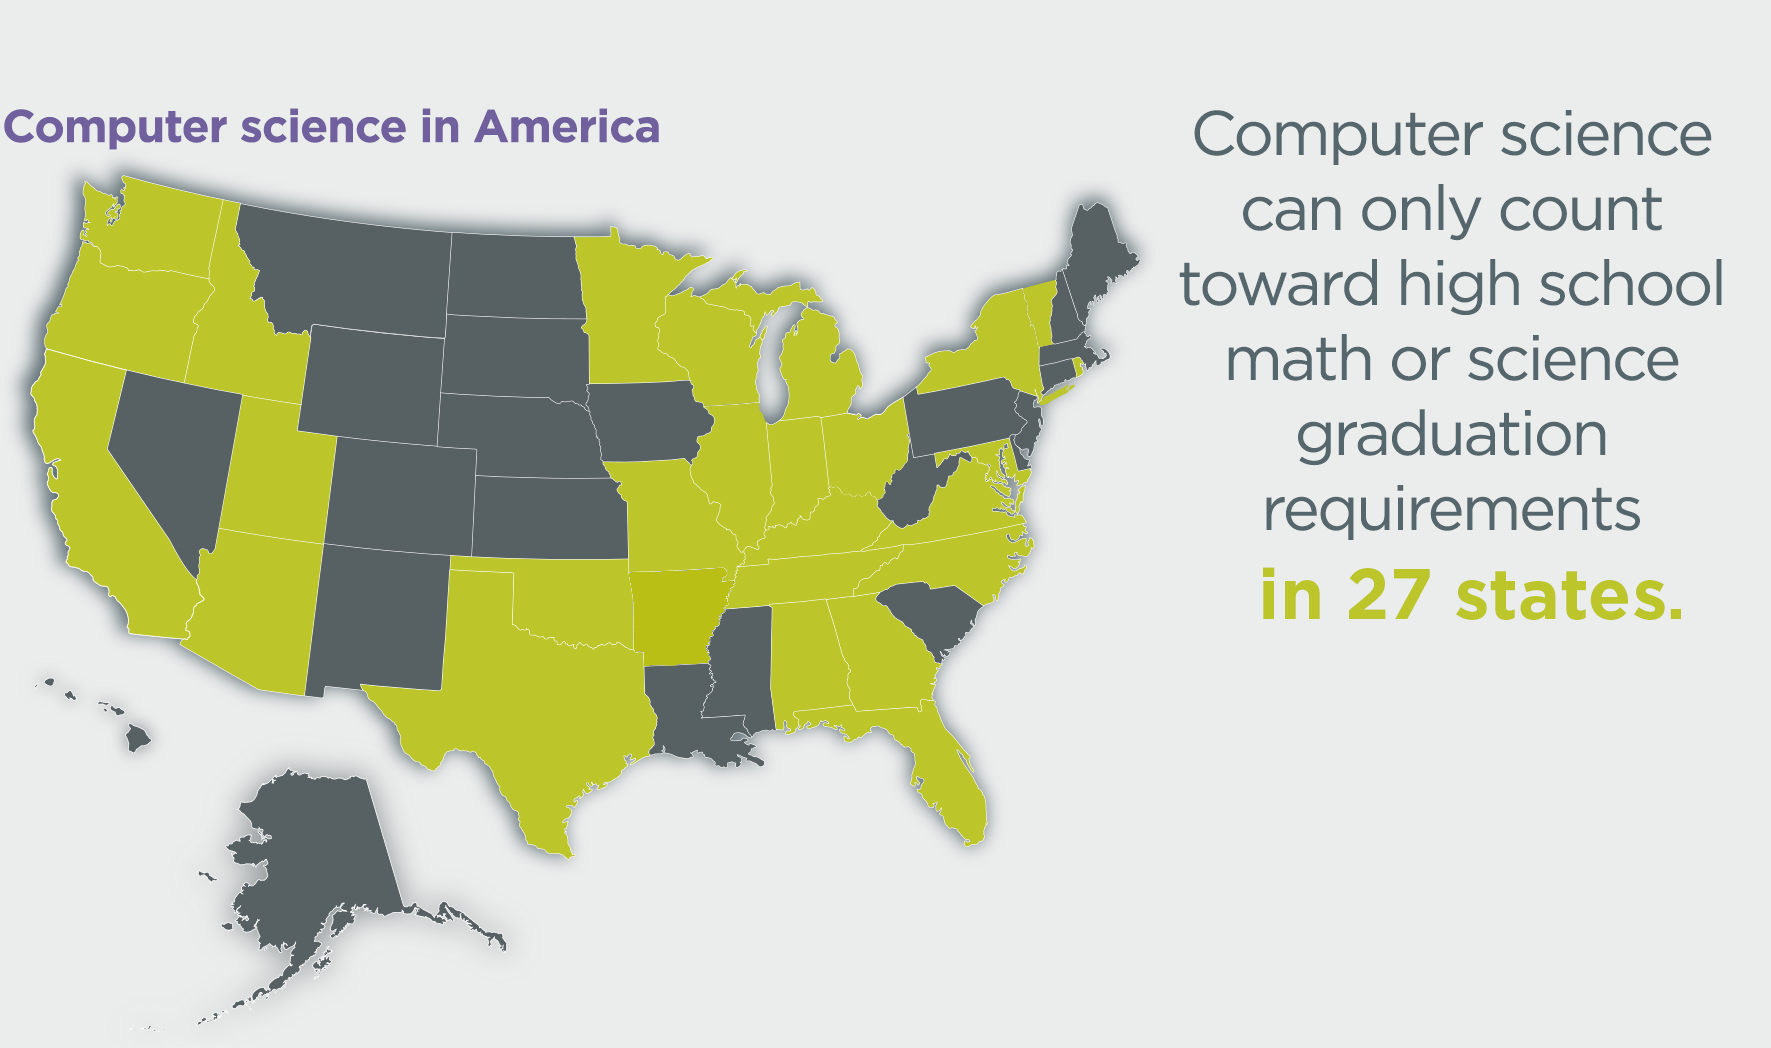 Computer science in America
Computer science
can only count
toward high school
math or science
graduation
requirements
in 27 states.